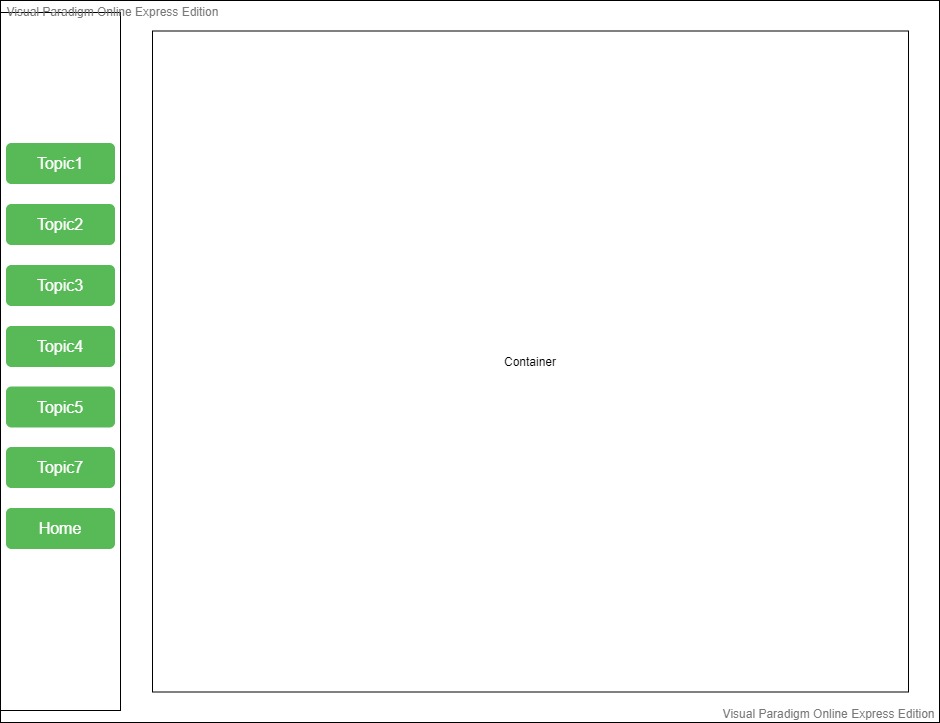 Visual Paradigm Online Express Edition
Topic1
Topic2
Topic3
Topic4
Topic5
Topic7
Home
Container
Visual Paradigm Online Express Edition